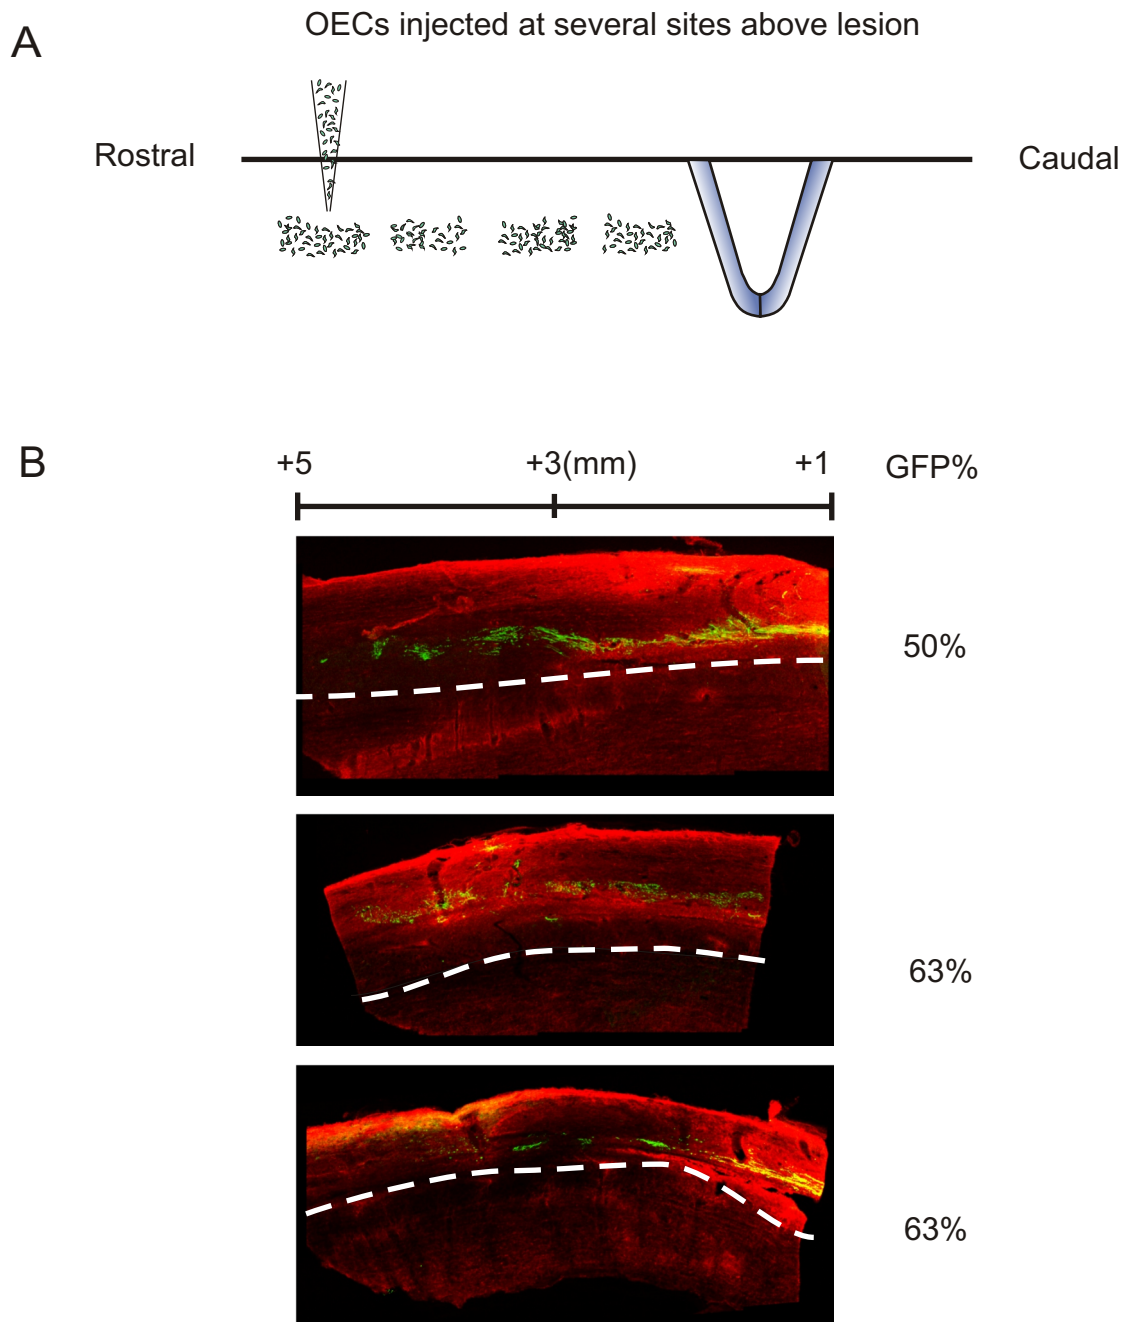 A
OECs injected at several sites above lesion
Rostral
Caudal
B
+5 +3(mm) +1 GFP%
50%
63%
63%